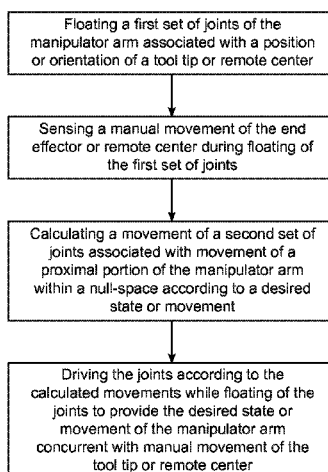 Floating a first set of joints of the
manipulator arm associated with a position
or orientation of a tool tip or remote center
Sensing a manual movement of the end
effector or remote center during floating of
the first set of joints
Calculating a movement of a second set of
joints associated with movement of a
proximal portion of the manipulator arm
within a null-space according to a desired
state or movement
Driving the joints according to the
calculated movements while floating of the
joints to provide the desired state or
movement of the manipulator arm
concurrent with manual movement of the
tool tip or remote center